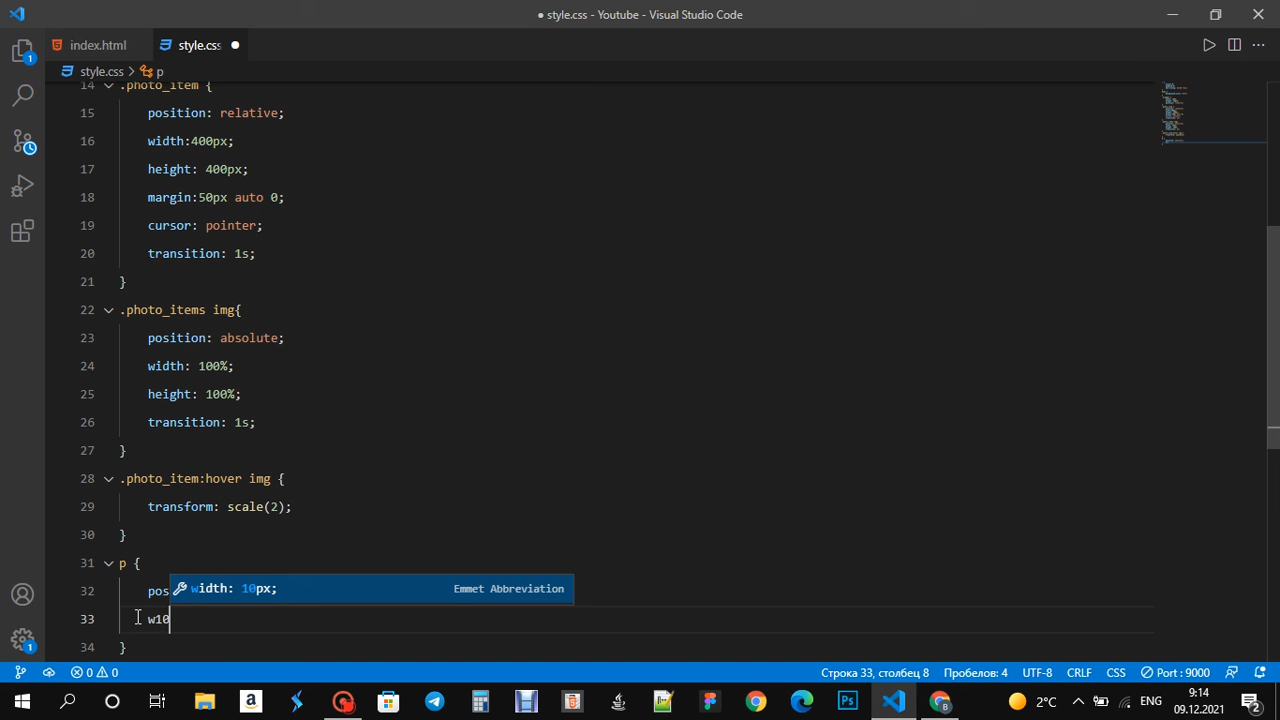 ● style.css - Youtube - Visual Studio Code
index.html
style.css ●
style.css > p
14 .photo_item {
15 position: relative;
16 width:400px;
17 height: 400px;
18 margin:50px auto 0;
19 cursor: pointer;
20 transition: 1s;
21 }
22 .photo_items img{
23 position: absolute;
24 width: 100%;
25 height: 100%;
26 transition: 1s;
27 }
28 .photo_item:hover img {
29 transform: scale(2);
30 }
31 p {
32 pos
width: 10px; Emmet Abbreviation
33 w10
34 }
0 0 Строка 33, столбец 8 Пробелов: 4 UTF-8 CRLF CSS Port : 9000
2°C ENG 9:14
09.12.2021